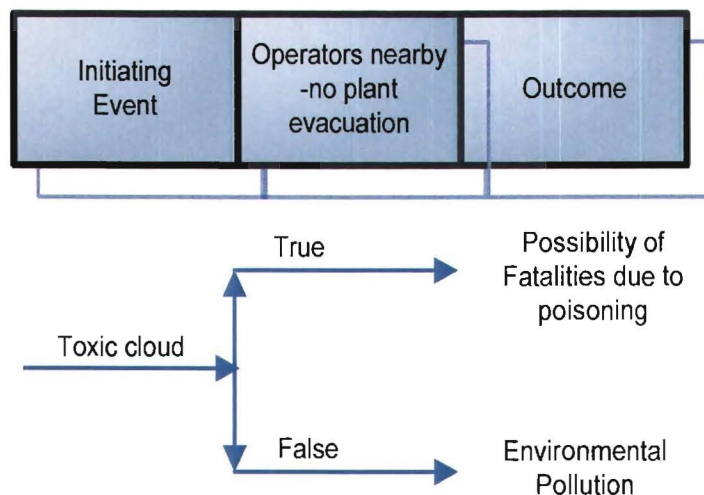 Initiating
Event
Operators nearby
-no plant
evacuation
Outcome
True
Possibility of
Fatalities due to
poisoning
Toxic cloud
False
Environmental
Pollution